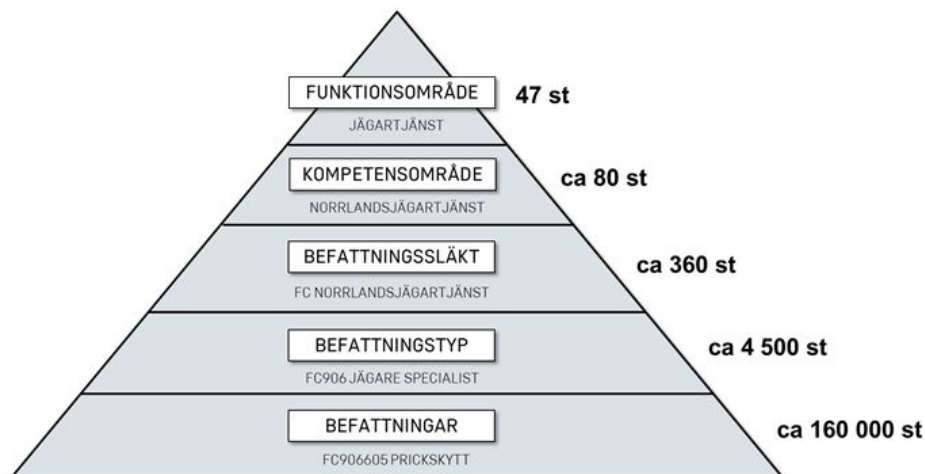 FUNKTIONSOMRÅDE
47 st
JÄGARTJÄNST
KOMPETENSOMRÅDE
ca 80 st
NORRLANDSJÄGARTJÄNST
BEFATTNINGSSLÄKT
ca 360 st
FC NORRLANDSJÄGARTJÄNST
BEFATTNINGSTYP
ca 4 500 st
FC906 JÄGARE SPECIALIST
BEFATTNINGAR
ca 160 000 st
FC906605 PRICKSKYTT